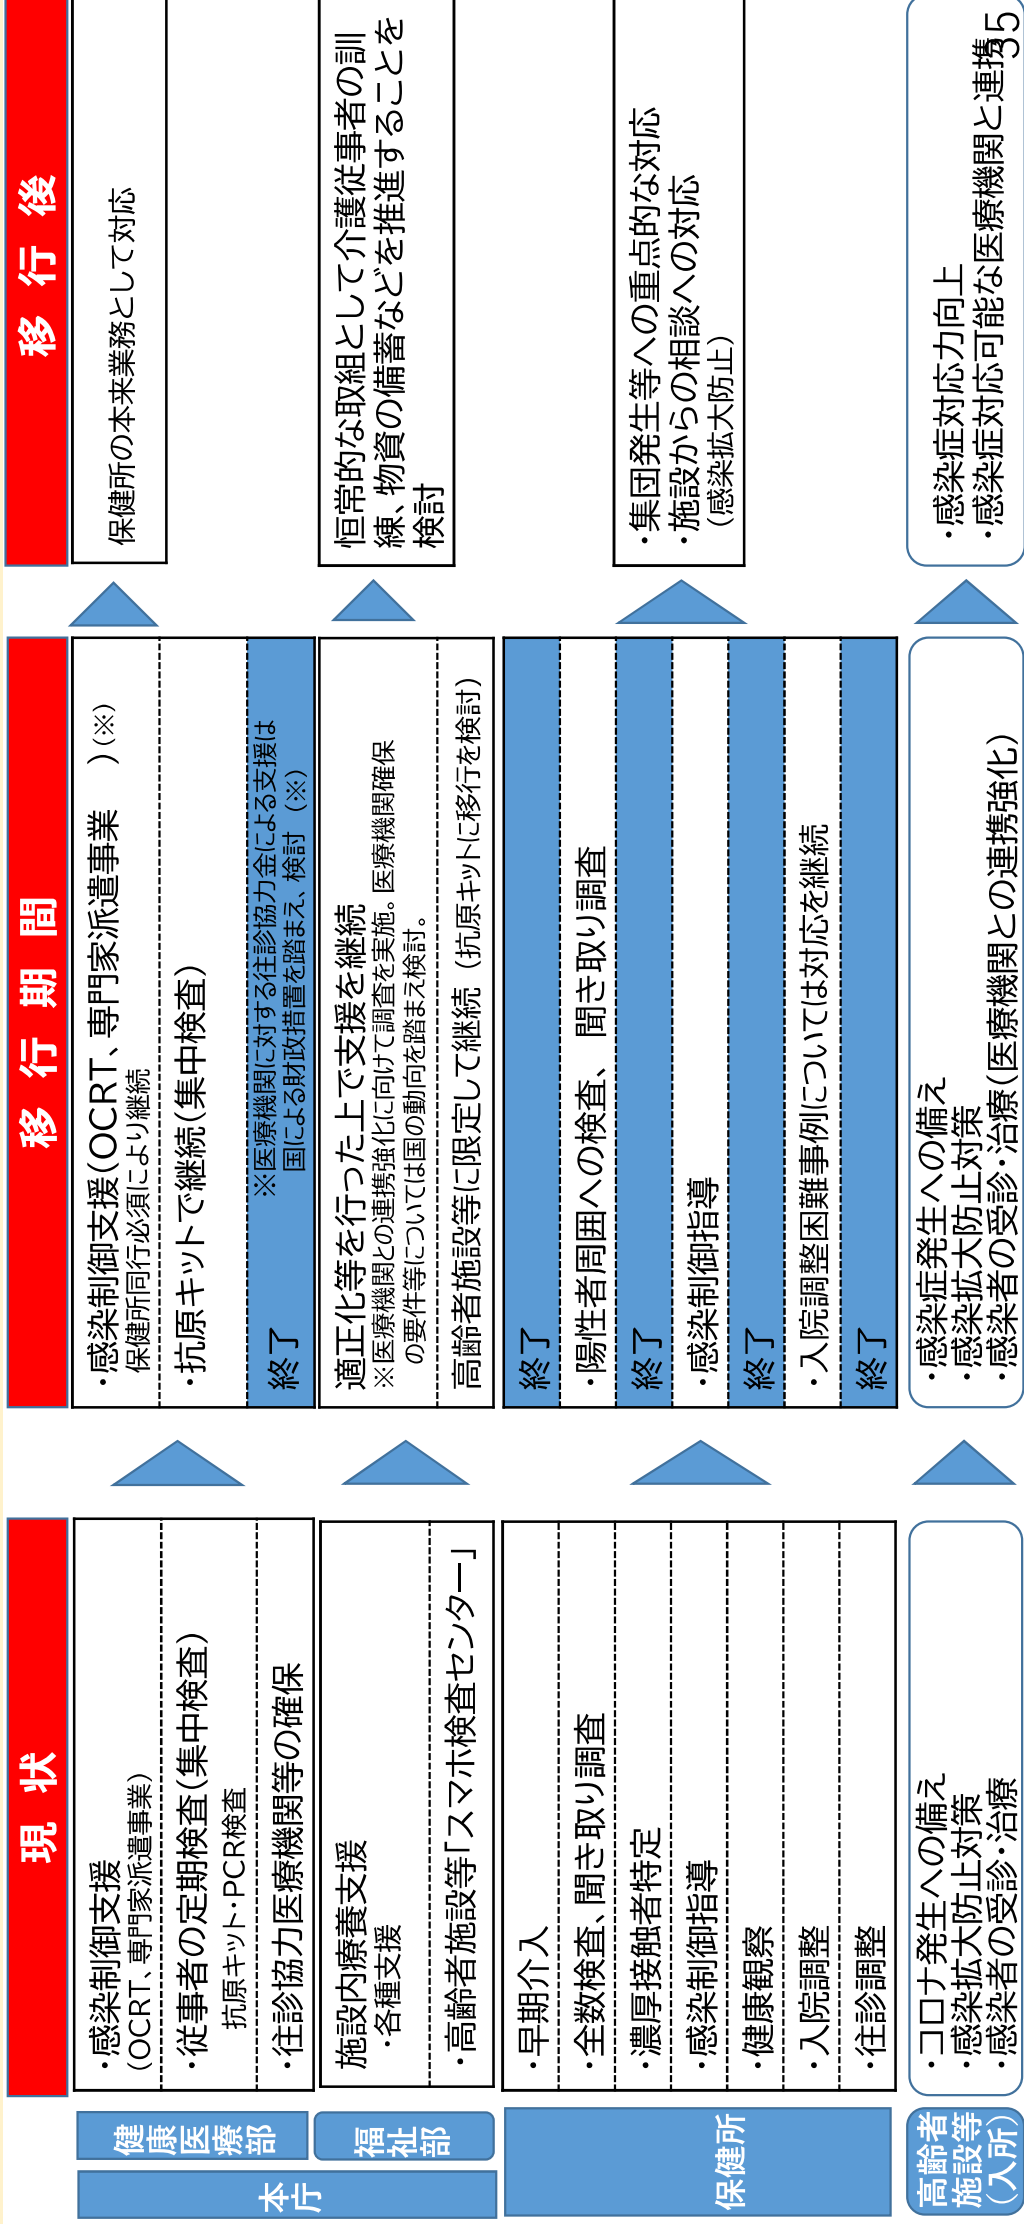 現 状
移 行 期 間
移 行 後
本庁
健康医療部
・感染制御支援
(OCRT、専門家派遣事業)
・従事者の定期検査(集中検査)
抗原キット・PCR検査
・往診協力医療機関等の確保
・感染制御支援(OCRT、専門家派遣事業 )(※)
保健所同行必須により継続
・抗原キットで継続(集中検査)
終了
※医療機関に対する往診協力金による支援は
国による財政措置を踏まえ、検討 (※)
保健所の本来業務として対応
福祉部
施設内療養支援
・各種支援
・高齢者施設等「スマホ検査センター」
適正化等を行った上で支援を継続
※医療機関との連携強化に向けて調査を実施。医療機関確保
の要件等については国の動向を踏まえ検討。
高齢者施設等に限定して継続 (抗原キットに移行を検討)
恒常的な取組として介護従事者の訓
練、物資の備蓄などを推進することを
検討
保健所
・早期介入
・全数検査、聞き取り調査
・濃厚接触者特定
・感染制御指導
・健康観察
・入院調整
・往診調整
終了
・陽性者周囲への検査、 聞き取り調査
終了
・感染制御指導
終了
・入院調整困難事例については対応を継続
終了
・集団発生等への重点的な対応
・施設からの相談への対応
(感染拡大防止)
高齢者
施設等
(入所)
・コロナ発生への備え
・感染拡大防止対策
・感染者の受診・治療
・感染症発生への備え
・感染拡大防止対策
・感染者の受診・治療(医療機関との連携強化)
・感染症対応力向上
・感染症対応可能な医療機関と連携
35